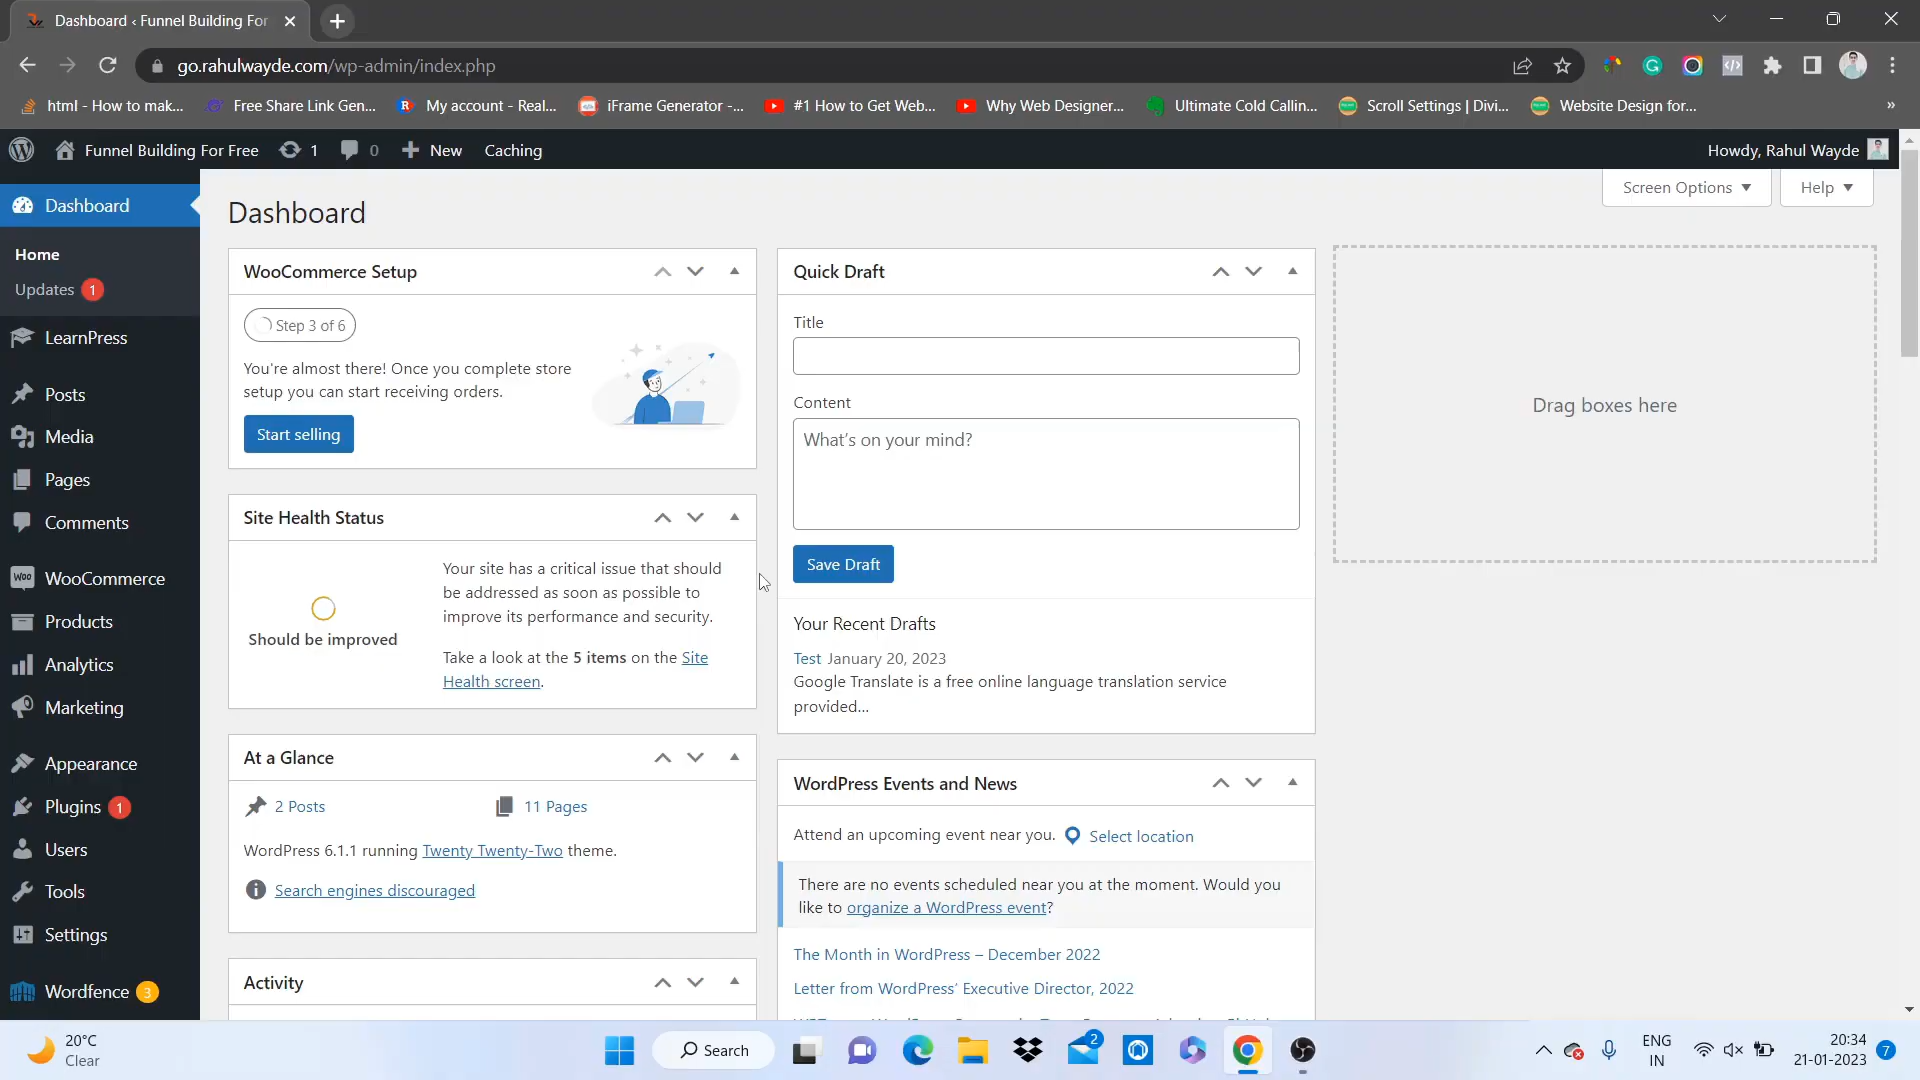 Dashboard ‹ Funnel Building For
go.rahulwayde.com/wp-admin/index.php
html - How to mak...
Free Share Link Gen...
My account - Real...
iFrame Generator -...
#1 How to Get Web...
Why Web Designer...
Ultimate Cold Callin...
Scroll Settings | Divi...
Website Design for...
»
Funnel Building For Free
1
0
New
Caching
Howdy, Rahul Wayde
Dashboard
Home
Updates 1
LearnPress
Posts
Media
Pages
Comments
WooCommerce
Products
Analytics
Marketing
Appearance
Plugins 1
Users
Tools
Settings
Wordfence 3
Screen Options
Help
Dashboard
WooCommerce Setup
Step 3 of 6
You're almost there! Once you complete store
setup you can start receiving orders.
Start selling
Site Health Status
Should be improved
Your site has a critical issue that should
be addressed as soon as possible to
improve its performance and security.
Take a look at the 5 items on the Site
Health screen.
At a Glance
2 Posts
11 Pages
WordPress 6.1.1 running Twenty Twenty-Two theme.
Search engines discouraged
Activity
Quick Draft
Title
Content
What's on your mind?
Save Draft
Your Recent Drafts
Test January 20, 2023
Google Translate is a free online language translation service
provided...
WordPress Events and News
Attend an upcoming event near you.
Select location
There are no events scheduled near you at the moment. Would you
like to organize a WordPress event?
The Month in WordPress – December 2022
Letter from WordPress' Executive Director, 2022
Drag boxes here
20°C
Clear
Search
2
ENG
IN
20:34
21-01-2023
7